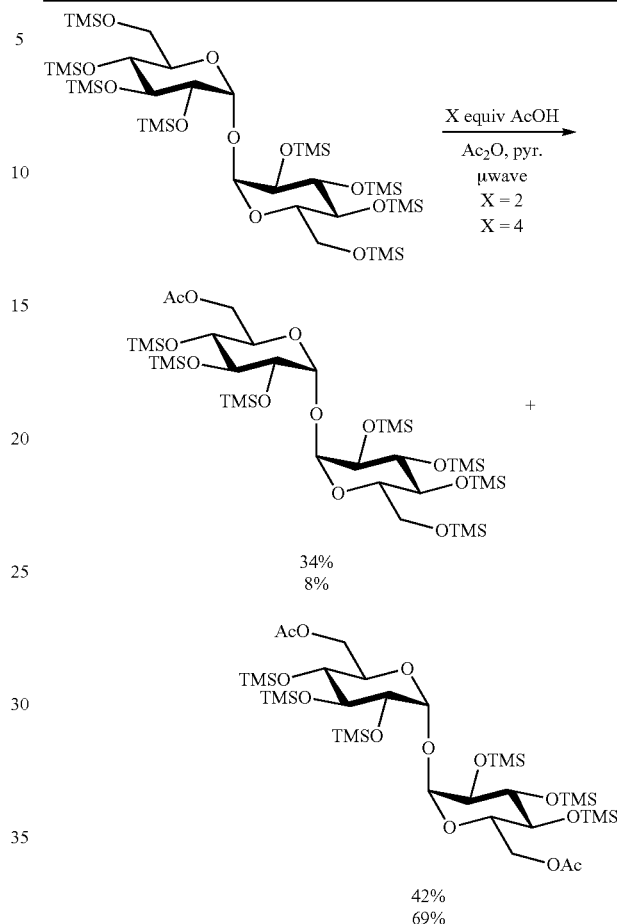 5
TMSO
O
TMSO
TMSO
TMSO
O
OTMS
OTMS
OTMS
O
OTMS
X equiv AcOH
Ac2O, pyr.
μwave
X = 2
X = 4
10
15
AcO
O
TMSO
TMSO
TMSO
O
+
20
OTMS
OTMS
OTMS
O
OTMS
34%
8%
25
AcO
O
30
TMSO
TMSO
TMSO
O
OTMS
OTMS
OTMS
35
O
OAc
42%
69%